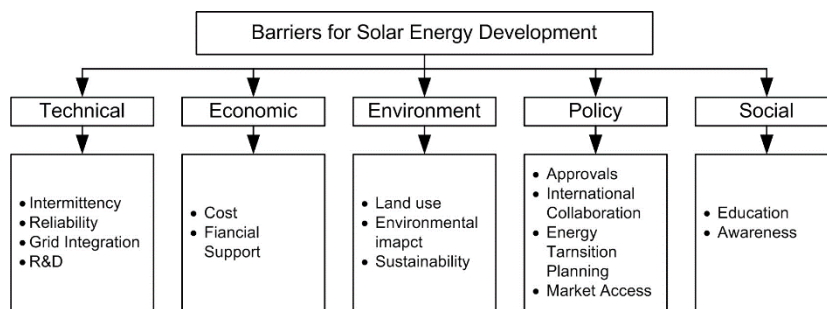 Barriers for Solar Energy Development
Technical
Economic
Environment
Policy
Social
• Intermittency
• Reliability
• Grid Integration
• R&D
• Cost
• Fiancial
Support
• Land use
• Environmental
imapct
• Sustainability
• Approvals
• International
Collaboration
• Energy
Tarnsition
Planning
• Market Access
• Education
• Awareness